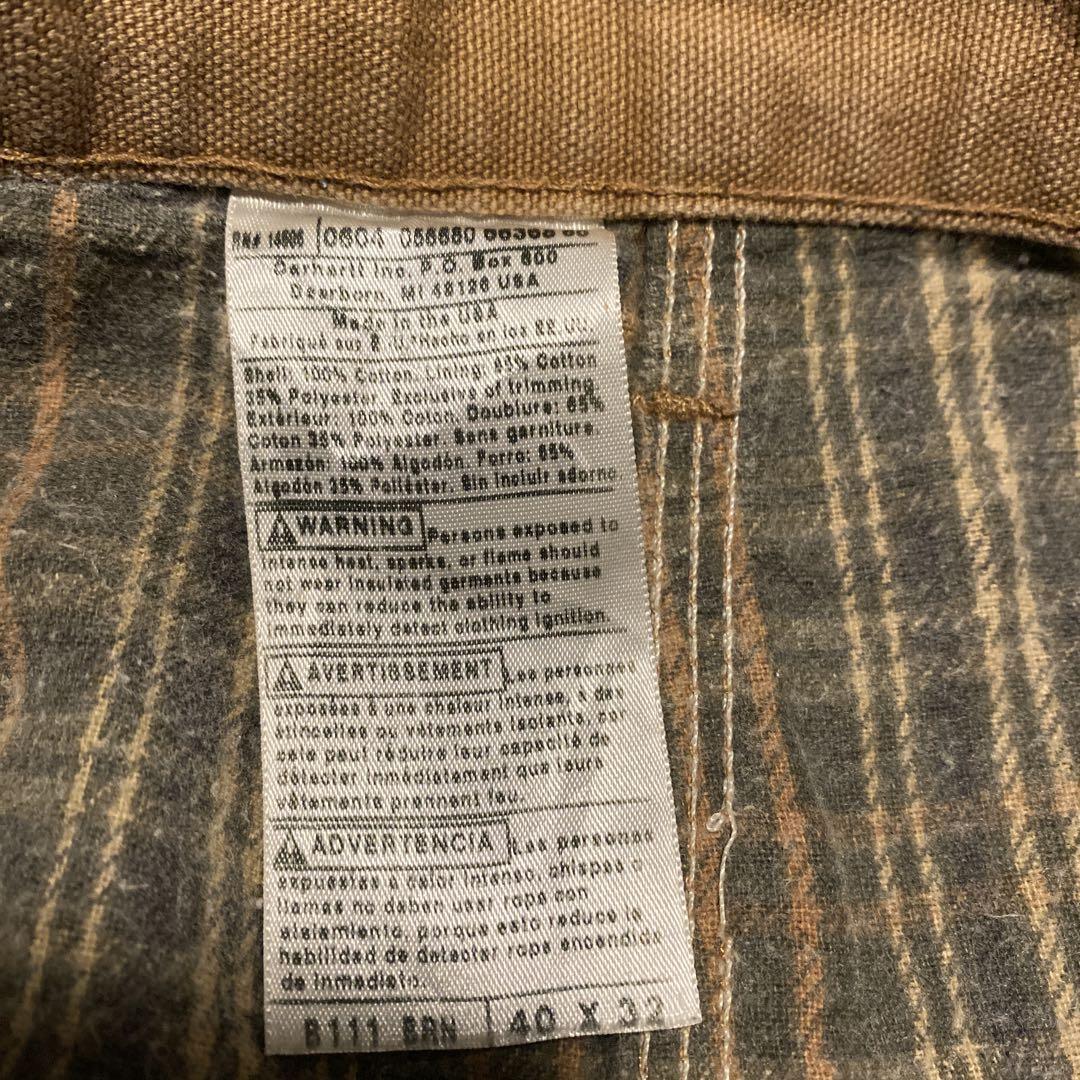 RN# 14806 0604 056680
Carhartt Inc. P.O. Box 600
Dearborn, MI 48126 USA
Made in the USA
Fabriqué aux É U./Hecho en los EE.UU.
Shell: 100% Cotton. Lining: 65% Cotton
35% Polyester. Exclusive of trimming
Extérieur: 100% Coton. Doublure: 65%
Coton 35% Polyester. Sans garniture
Armazón: 100% Algodón. Forro: 65%
Algodón 35% Poliéster. Sin incluir adorno
WARNING Persons exposed to
intense heat, sparks, or flame should
not wear insulated garments because
they can reduce the ability to
immediately detect clothing ignition.
AVERTISSEMENT Les personnes
exposées à une chaleur intense, à des
étincelles ou vêtements isolants, car
cela peut réduire leur capacité de
détecter immédiatement que leurs
vêtements prennent feu.
ADVERTENCIA Las personas
expuestas a calor intenso, chispas o
llamas no deben usar ropa con
aislamiento, porque esto reduce la
habilidad de detectar ropa encendida
de inmediato.
B111 BRN 40 X 32